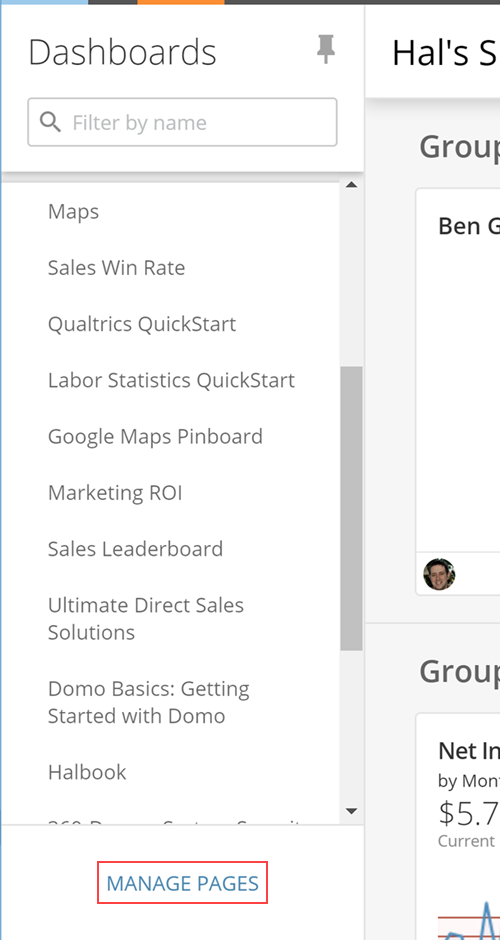 Dashboards
Filter by name
Maps
Sales Win Rate
Qualtrics QuickStart
Labor Statistics QuickStart
Google Maps Pinboard
Marketing ROI
Sales Leaderboard
Ultimate Direct Sales
Solutions
Domo Basics: Getting
Started with Domo
Halbook
MANAGE PAGES
Hal's S
Group
Ben G
Group
Net In
by Mon
$5.7
Current